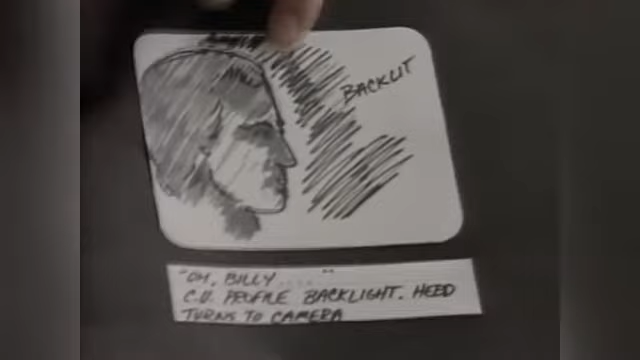 BACKLIT
"OH, BILLY ...."
C.U. PROFILE BACKLIGHT. HEAD
TURNS TO CAMERA